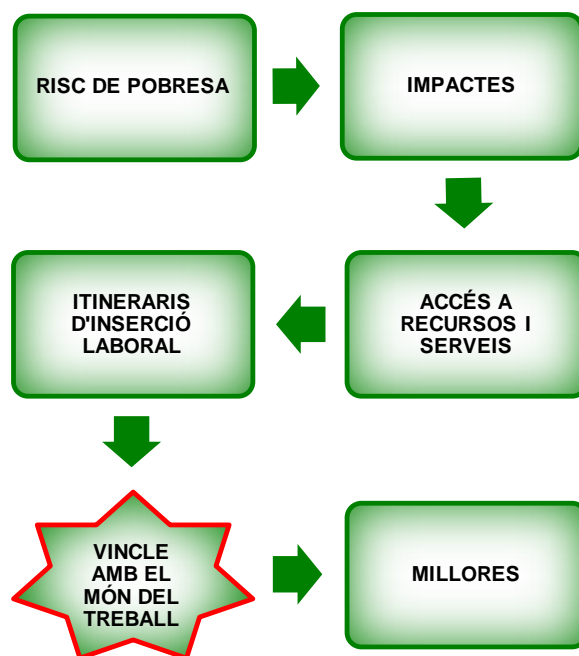 RISC DE POBRESA
IMPACTES
ACCÉS A
RECURSOS I
SERVEIS
ITINERARIS
D'INSERCIÓ
LABORAL
VINCLE
AMB EL
MÓN DEL
TREBALL
MILLORES